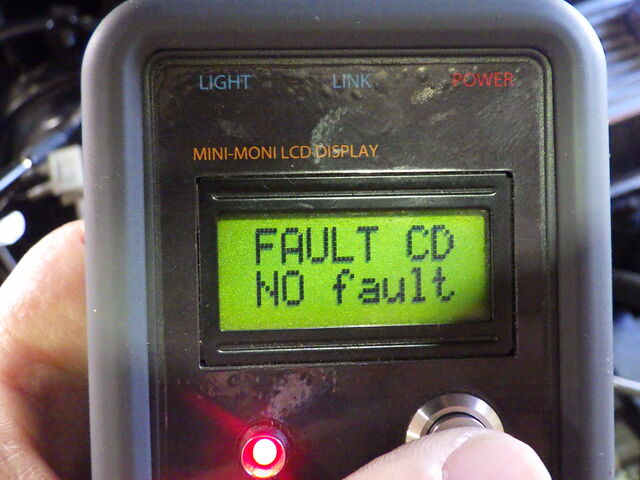 LIGHT LINK POWER
MINI-MONI LCD DISPLAY
FAULT CD
NO fault